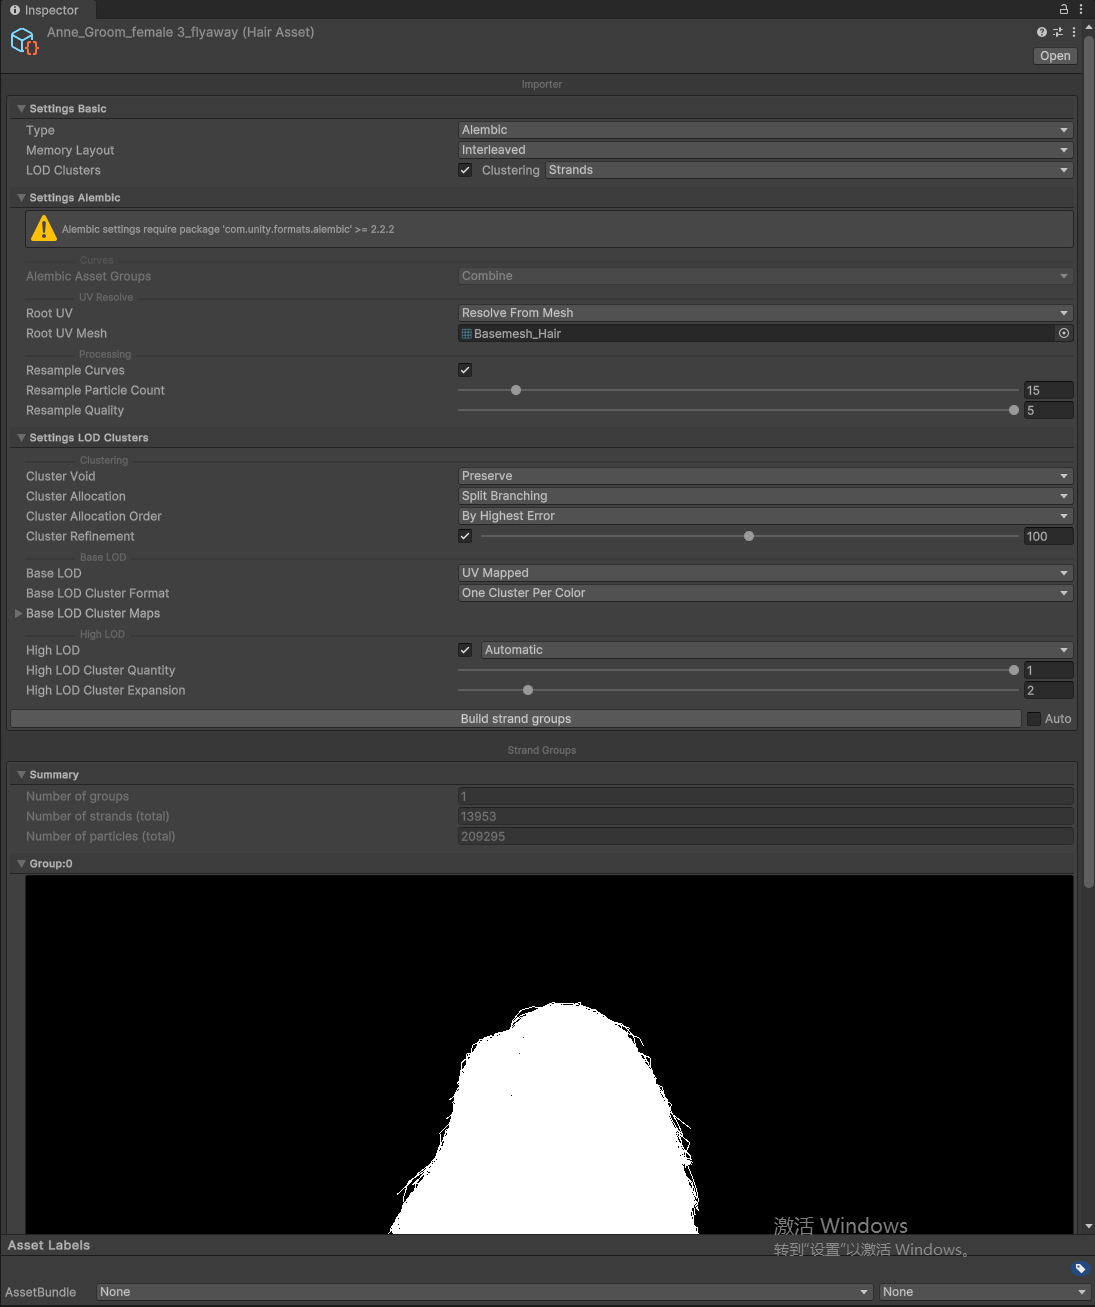 Inspector
Anne_Groom_female 3_flyaway (Hair Asset)
Open
Importer
Settings Basic
Type Alembic
Memory Layout Interleaved
LOD Clusters Clustering Strands
Settings Alembic
Alembic settings require package 'com.unity.formats.alembic' >= 2.2.2
Curves
Alembic Asset Groups Combine
UV Resolve
Root UV Resolve From Mesh
Root UV Mesh Basemesh_Hair
Processing
Resample Curves
Resample Particle Count 15
Resample Quality 5
Settings LOD Clusters
Clustering
Cluster Void Preserve
Cluster Allocation Split Branching
Cluster Allocation Order By Highest Error
Cluster Refinement 100
Base LOD
Base LOD UV Mapped
Base LOD Cluster Format One Cluster Per Color
Base LOD Cluster Maps
High LOD
High LOD Automatic
High LOD Cluster Quantity 1
High LOD Cluster Expansion 2
Build strand groups Auto
Strand Groups
Summary
Number of groups 1
Number of strands (total) 13953
Number of particles (total) 209295
Group:0
激活 Windows
转到"设置"以激活 Windows。
Asset Labels
AssetBundle None None